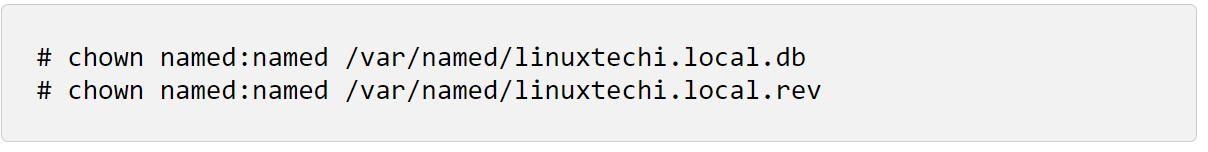 # chown named:named /var/named/linuxtechi.local.db
# chown named:named /var/named/linuxtechi.local.rev